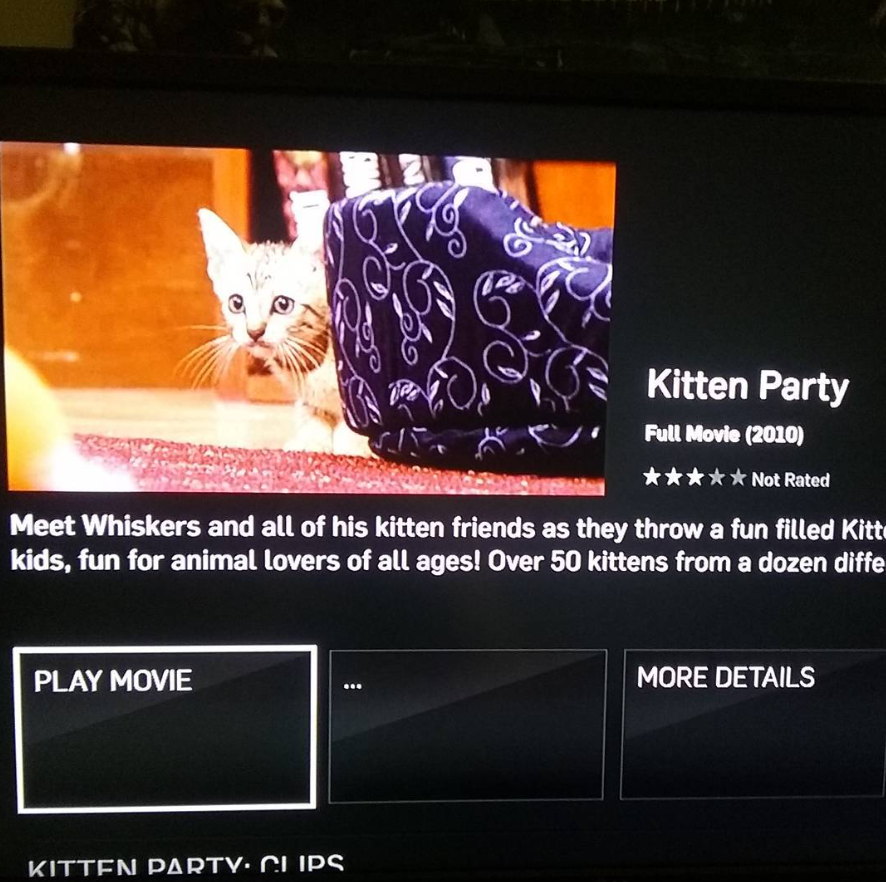 Kitten Party
Full Movie (2010)
Not Rated
Meet Whiskers and all of his kitten friends as they throw a fun filled
kids, fun for animal lovers of all ages! Over 50 kittens from a dozen
PLAY MOVIE
...
MORE DETAILS
KITTEN PARTY: CLIPS